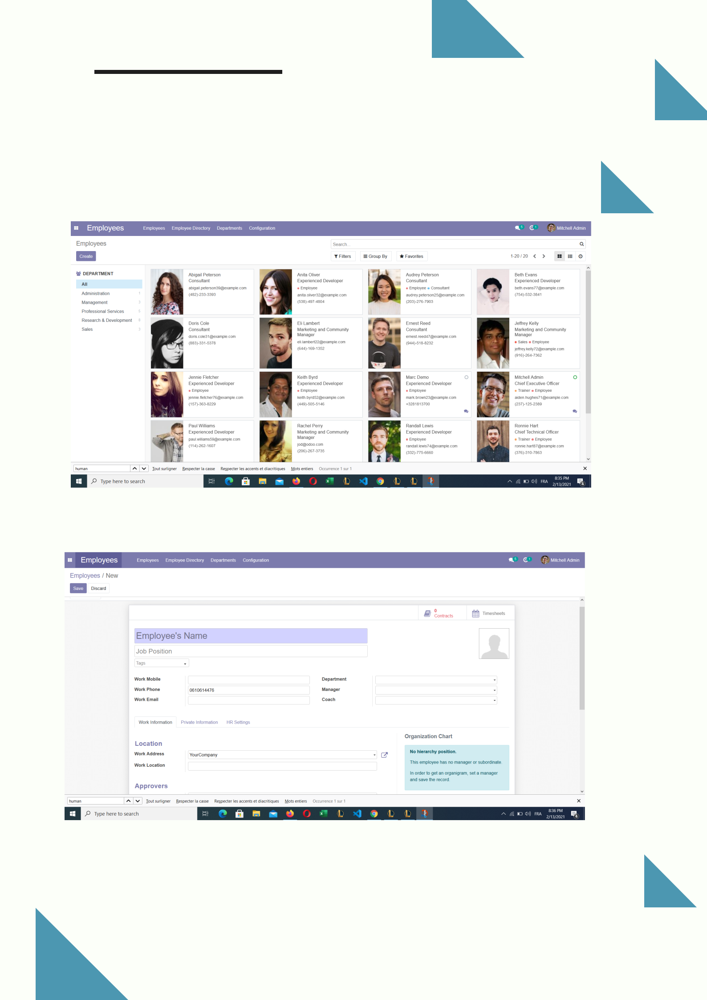 Employees Employees Employee Directory Departments Configuration 5 1 Mitchell Admin
Employees Search...
Create Filters Group By Favorites 1-20 / 20
DEPARTMENT
All
Administration 1
Management 3
Professional Services 5
Research & Development 8
Sales 3
Abigail Peterson
Consultant
abigail.peterson39@example.com
(482)-233-3393
Anita Oliver
Experienced Developer
Employee
anita.oliver32@example.com
(538)-497-4804
Audrey Peterson
Consultant
Employee Consultant
audrey.peterson25@example.com
(203)-276-7903
Beth Evans
Experienced Developer
beth.evans77@example.com
(754)-532-3841
Doris Cole
Consultant
doris.cole31@example.com
(883)-331-5378
Eli Lambert
Marketing and Community
Manager
eli.lambert22@example.com
(644)-169-1352
Ernest Reed
Consultant
ernest.reed47@example.com
(944)-518-8232
Jeffrey Kelly
Marketing and Community
Manager
Sales Employee
jeffrey.kelly72@example.com
(916)-264-7362
Jennie Fletcher
Experienced Developer
Employee
jennie.fletcher76@example.com
(157)-363-8229
Keith Byrd
Experienced Developer
Employee
keith.byrd52@example.com
(449)-505-5146
Marc Demo
Experienced Developer
Employee
mark.brown23@example.com
+3281813700
Mitchell Admin
Chief Executive Officer
Trainer Employee
aiden.hughes71@example.com
(237)-125-2389
Paul Williams
Experienced Developer
paul.williams59@example.com
(114)-262-1607
Rachel Perry
Marketing and Community
Manager
jod@odoo.com
(206)-267-3735
Randall Lewis
Experienced Developer
Employee
randall.lewis74@example.com
(332)-775-6660
Ronnie Hart
Chief Technical Officer
Trainer Employee
ronnie.hart87@example.com
(376)-310-7863
human Tout surligner Respecter la casse Respecter les accents et diacritiques Mots entiers Occurrence 1 sur 1
Type here to search FRA 8:35 PM
2/13/2021 4
Employees Employees Employee Directory Departments Configuration 5 1 Mitchell Admin
Employees / New
Save Discard
0
Contracts Timesheets
Employee's Name
Job Position
Tags
Work Mobile Department
Work Phone 0610614476 Manager
Work Email Coach
Work Information Private Information HR Settings
Location
Work Address YourCompany
Work Location
Approvers
Organization Chart
No hierarchy position.
This employee has no manager or subordinate.
In order to get an organigram, set a manager
and save the record.
human Tout surligner Respecter la casse Respecter les accents et diacritiques Mots entiers Occurrence 1 sur 1
Type here to search FRA 8:36 PM
2/13/2021 4